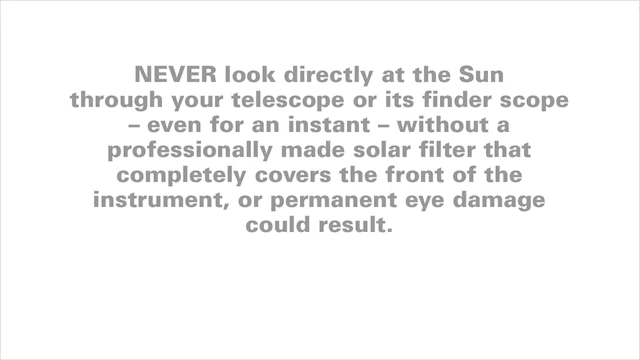 NEVER look directly at the Sun
through your telescope or its finder scope
– even for an instant – without a
professionally made solar filter that
completely covers the front of the
instrument, or permanent eye damage
could result.